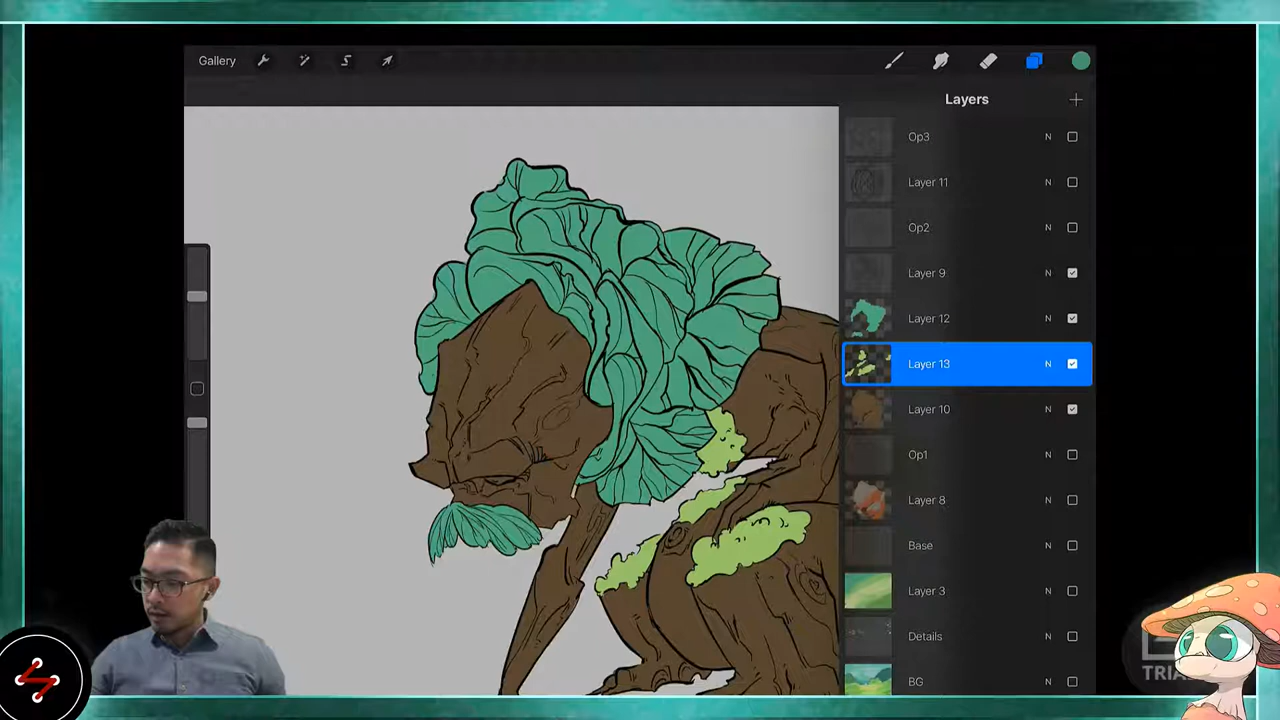 Gallery
Layers
Op3 N
Layer 11 N
Op2 N
Layer 9 N
Layer 12 N
Layer 13 N
Layer 10 N
Op1 N
Layer 8 N
Base N
Layer 3 N
Details N
BG N